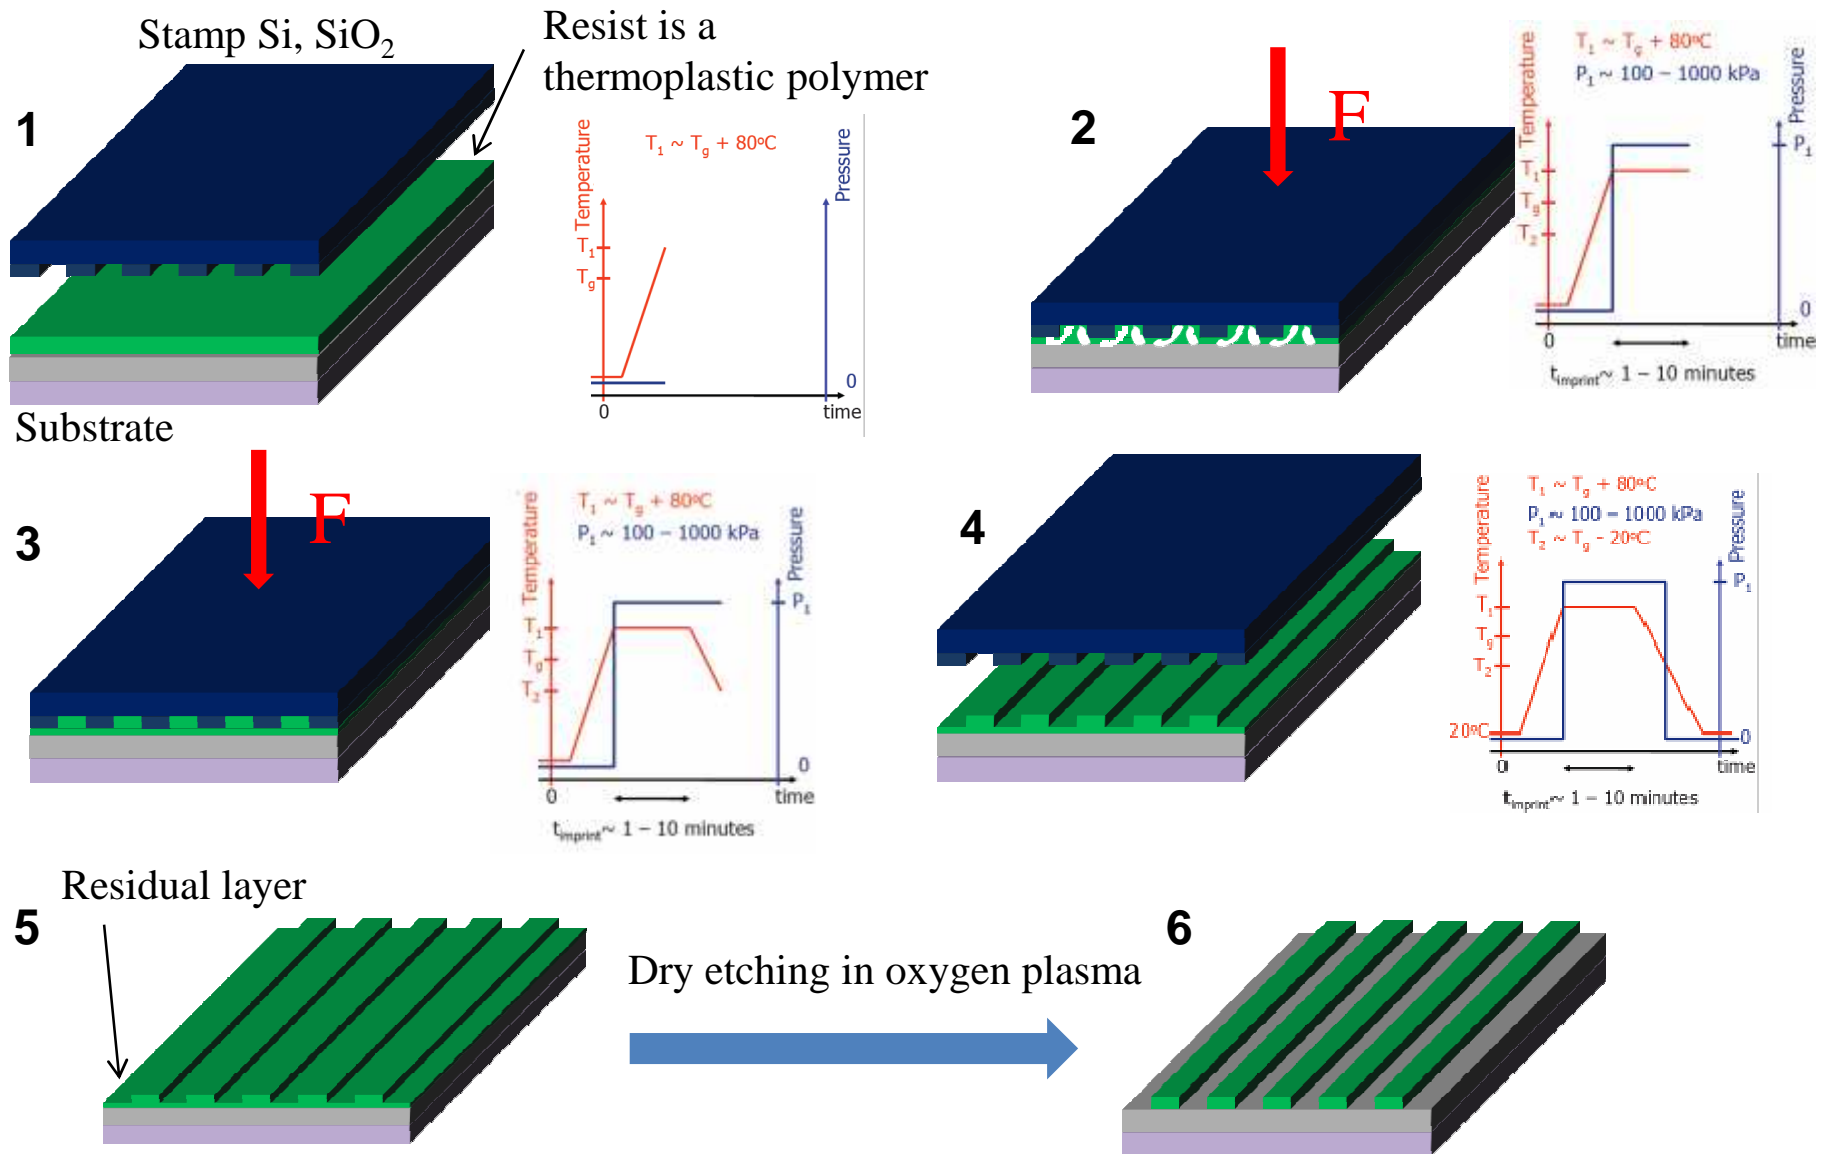 Stamp Si, SiO₂
Resist is a
thermoplastic polymer
1
T₁ ~ Tg + 80ºC
Temperature
Pressure
T₁
Tg
0
0
time
Substrate
2
F
T₁ ~ Tg + 80ºC
P₁ ~ 100 – 1000 kPa
Temperature
Pressure
P₁
T₁
Tg
T₂
0
0
time
timprint ~ 1 – 10 minutes
3
F
T₁ ~ Tg + 80ºC
P₁ ~ 100 – 1000 kPa
Temperature
Pressure
P₁
T₁
Tg
T₂
0
0
time
timprint ~ 1 – 10 minutes
4
T₁ ~ Tg + 80ºC
P₁ ~ 100 – 1000 kPa
T₂ ~ Tg - 20ºC
Temperature
Pressure
P₁
T₁
Tg
T₂
20ºC
0
0
time
timprint ~ 1 – 10 minutes
Residual layer
5
Dry etching in oxygen plasma
6